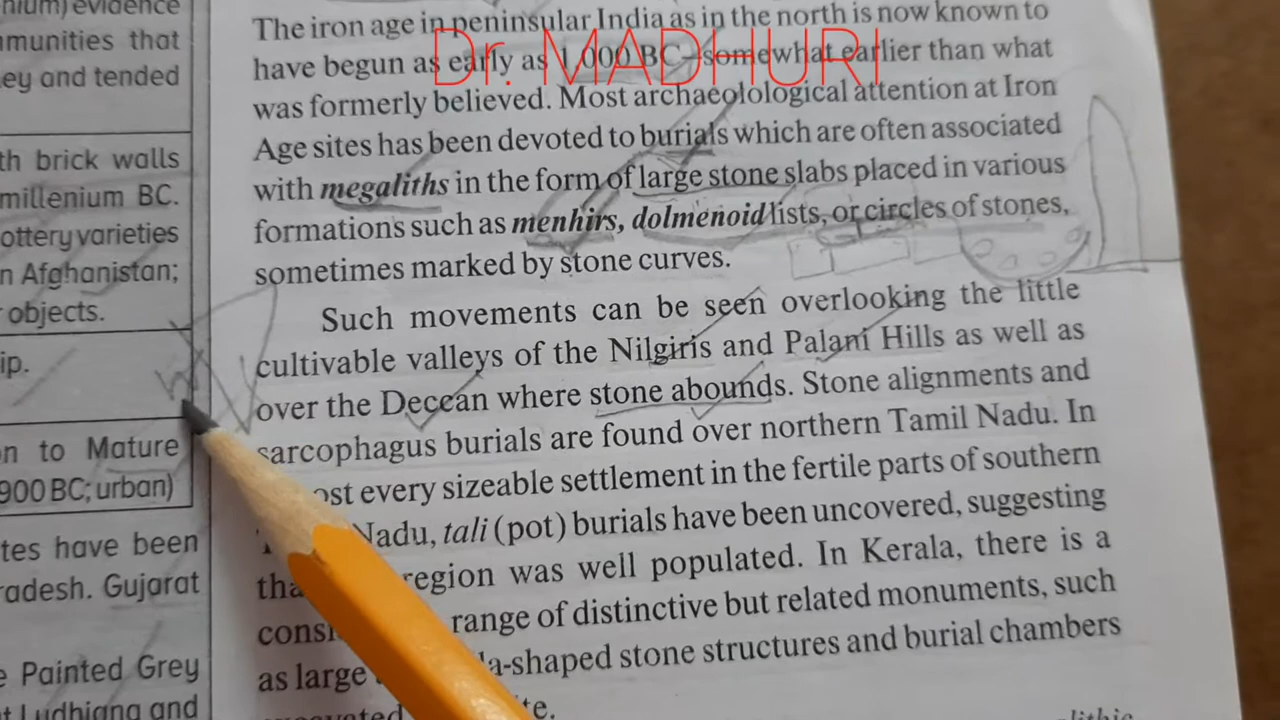 nium) evidence
mmunities that
ey and tended
th brick walls
millenium BC.
ottery varieties
n Afghanistan;
objects.
ip.
n to Mature
900 BC; urban)
tes have been
radesh. Gujarat
e Painted Grey
t Ludhiana and
Dr. MADHURI
The iron age in peninsular India as in the north is now known to
have begun as early as 1,000 BC–somewhat earlier than what
was formerly believed. Most archaeolological attention at Iron
Age sites has been devoted to burials which are often associated
with megaliths in the form of large stone slabs placed in various
formations such as menhirs, dolmenoid lists, or circles of stones,
sometimes marked by stone curves.
Such movements can be seen overlooking the little
cultivable valleys of the Nilgiris and Palani Hills as well as
over the Deccan where stone abounds. Stone alignments and
sarcophagus burials are found over northern Tamil Nadu. In
ost every sizeable settlement in the fertile parts of southern
Nadu, tali (pot) burials have been uncovered, suggesting
tha region was well populated. In Kerala, there is a
consi range of distinctive but related monuments, such
as large a-shaped stone structures and burial chambers
te.
lithic